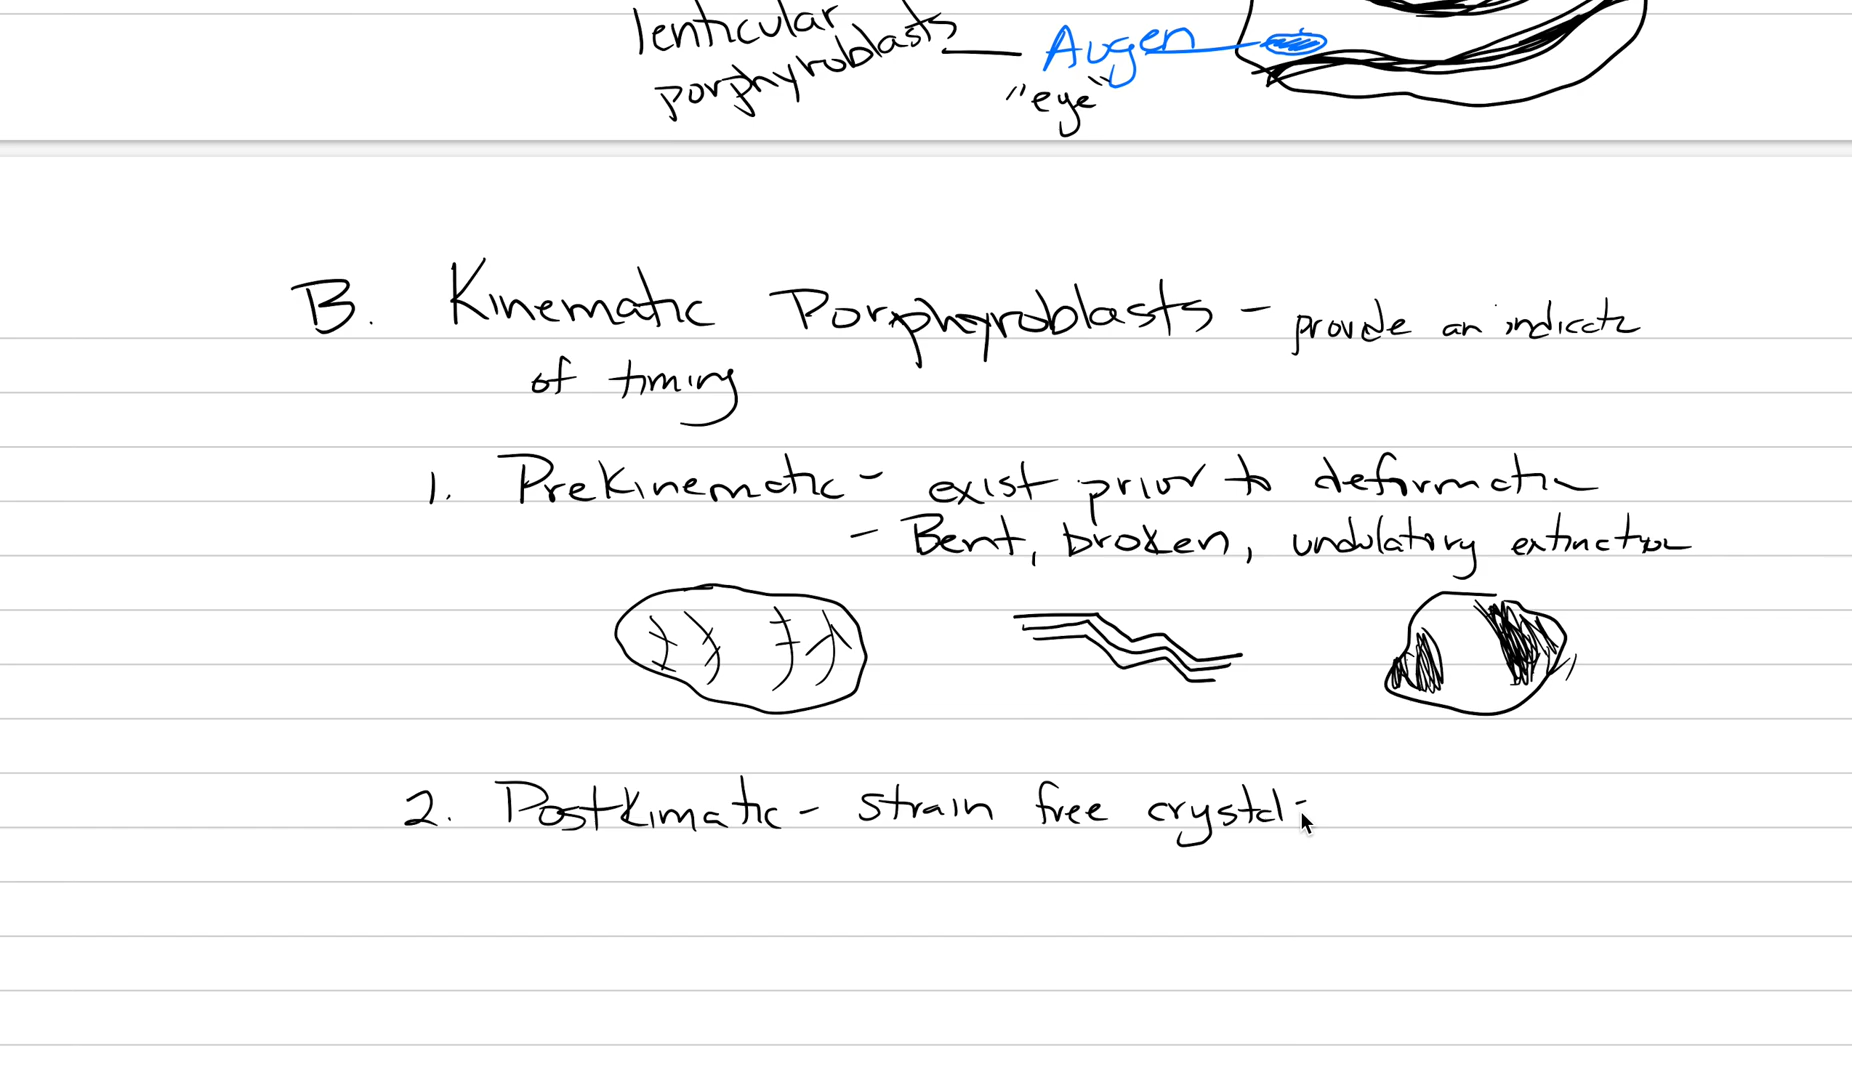 lenticular
porphyroblasts — Augen
"eye"
B. Kinematic Porphyroblasts - provide an indicate
of timing
1. Prekinematic - exist prior to deformation
- Bent, broken, undulatory extinction
2. Postkimatic - strain free crystal-